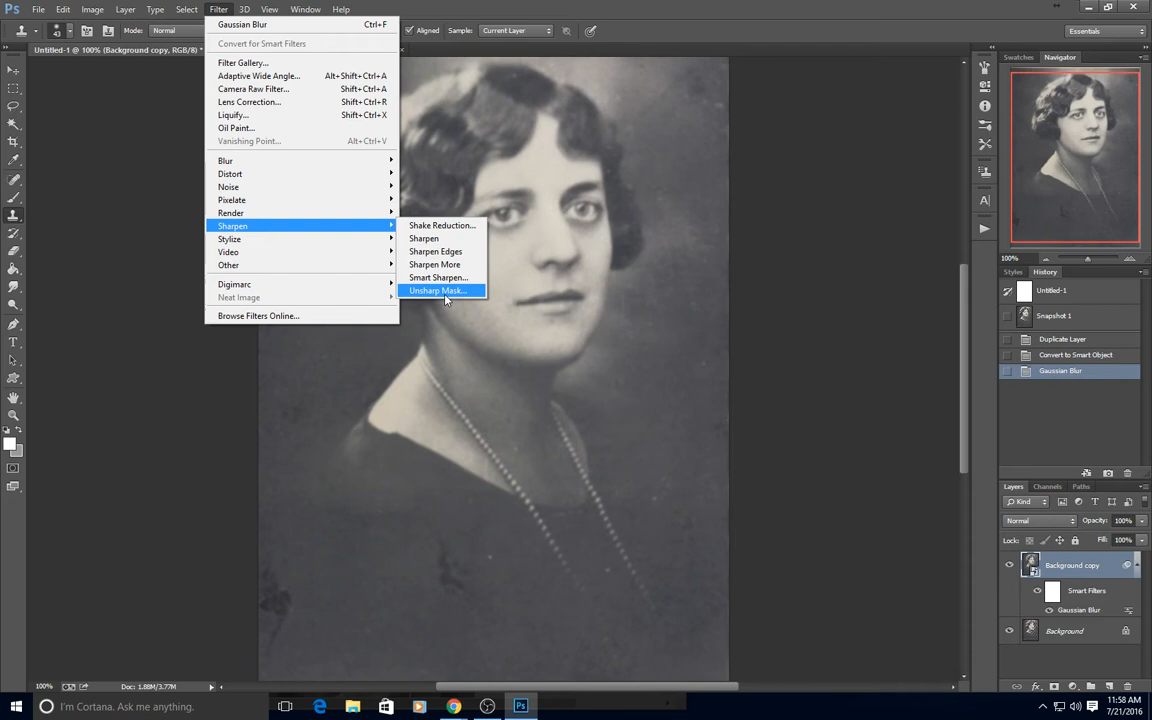 Ps File Edit Image Layer Type Select Filter 3D View Window Help
43 Mode: Normal Aligned Sample: Current Layer Essentials
Untitled-1 @ 100% (Background copy, RGB/8) *
Gaussian Blur Ctrl+F
Convert for Smart Filters
Filter Gallery...
Adaptive Wide Angle... Alt+Shift+Ctrl+A
Camera Raw Filter... Shift+Ctrl+A
Lens Correction... Shift+Ctrl+R
Liquify... Shift+Ctrl+X
Oil Paint...
Vanishing Point... Alt+Ctrl+V
Blur
Distort
Noise
Pixelate
Render
Sharpen
Stylize
Video
Other
Digimarc
Neat Image
Browse Filters Online...
Shake Reduction...
Sharpen
Sharpen Edges
Sharpen More
Smart Sharpen...
Unsharp Mask...
Swatches Navigator
100%
Styles History
Untitled-1
Snapshot 1
Duplicate Layer
Convert to Smart Object
Gaussian Blur
Layers Channels Paths
Kind
Normal Opacity: 100%
Lock: Fill: 100%
Background copy
Smart Filters
Gaussian Blur
Background
100% Doc: 1.88M/3.77M
I'm Cortana. Ask me anything.
Ps
11:58 AM
7/21/2016